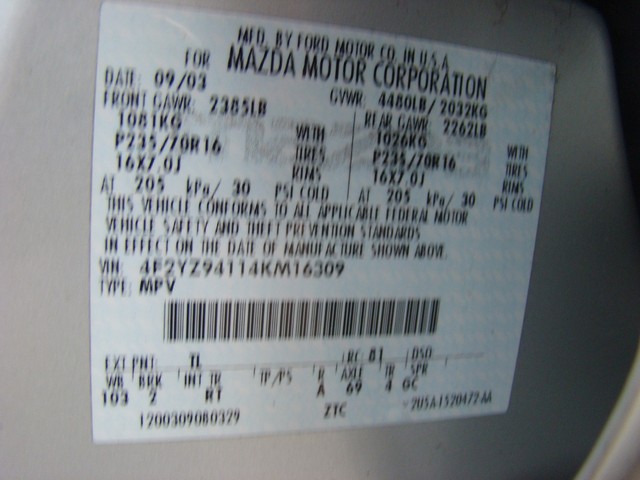 MFD. BY FORD MOTOR CO. IN U.S.A.
FOR MAZDA MOTOR CORPORATION
DATE: 09/03 GVWR: 4480LB/2032KG
FRONT GAWR: 2385LB REAR GAWR: 2262LB
1081KG WITH 1026KG WITH
P235/70R16 TIRES P235/70R16 TIRES
16X7.0J RIMS 16X7.0J RIMS
AT 205 kPa/ 30 PSI COLD AT 205 kPa/ 30 PSI COLD
THIS VEHICLE CONFORMS TO ALL APPLICABLE FEDERAL MOTOR
VEHICLE SAFETY AND THEFT PREVENTION STANDARDS
IN EFFECT ON THE DATE OF MANUFACTURE SHOWN ABOVE.
VIN: 4F2YZ94114KM16309
TYPE: MPV
EXT PNT: TL RC: 81 DSO:
WB BRK INT TR TP/PS R AXLE TR SPR
103 2 RT A 69 4 GC
1200309080329 ZTC